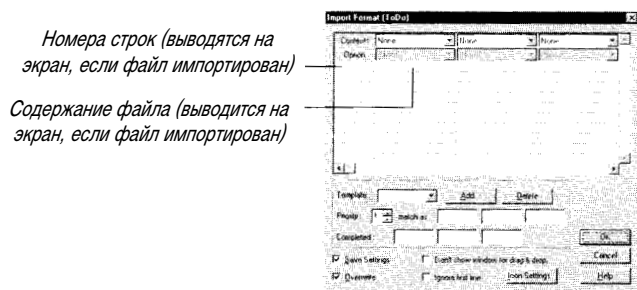 Номера строк (выводятся на
экран, если файл импортирован)
Содержание файла (выводится на
экран, если файл импортирован)
Import Format (ToDo)
Content: None None None
Option:
Template: Add Delete
Priority: 1 match as:
Completed:
Ok
Save Settings Don't show window for drag & drop. Cancel
Overwrite Ignore first line Icon Settings Help